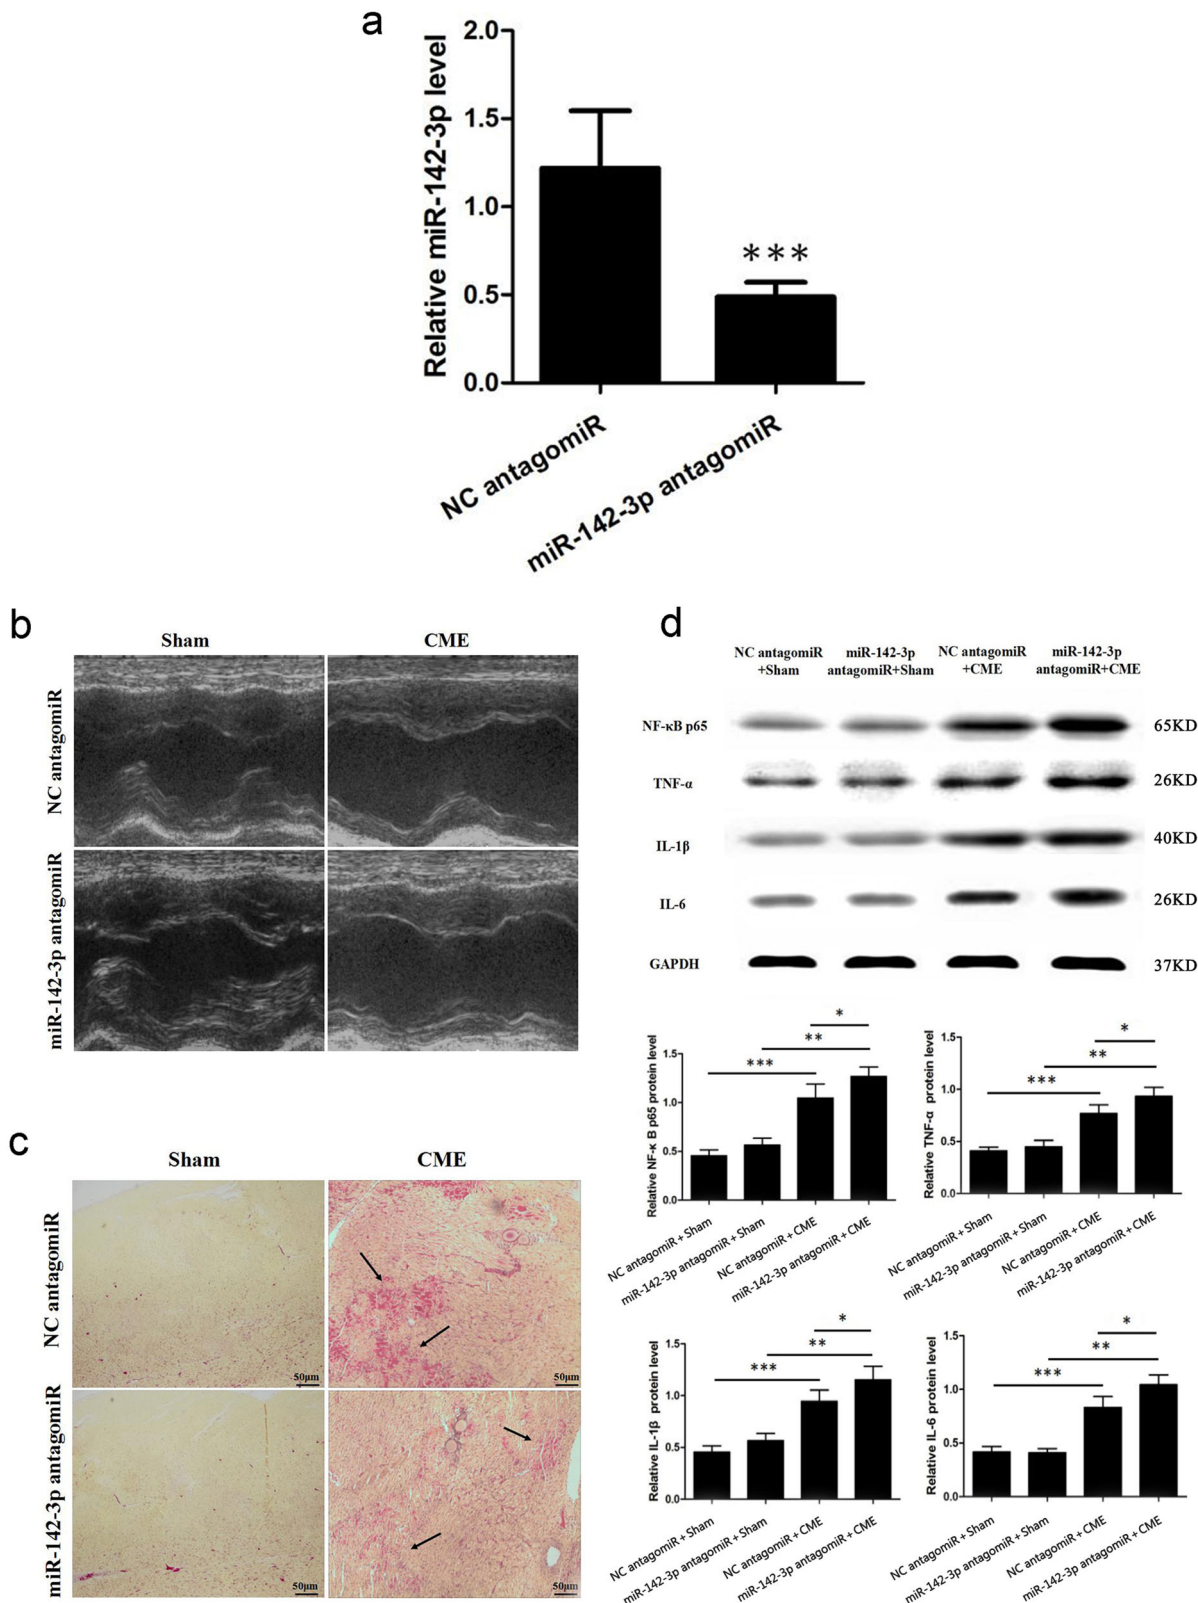 a
Relative miR-142-3p level
2.0
1.5
1.0
0.5
0.0
***
NC antagomiR
miR-142-3p antagomiR
b
Sham
CME
NC antagomiR
miR-142-3p antagomiR
c
Sham
CME
NC antagomiR
miR-142-3p antagomiR
50μm
50μm
50μm
50μm
d
NC antagomiR
+Sham
miR-142-3p
antagomiR+Sham
NC antagomiR
+CME
miR-142-3p
antagomiR+CME
NF-κB p65
65KD
TNF-α
26KD
IL-1β
40KD
IL-6
26KD
GAPDH
37KD
Relative NF-κ B p65 protein level
1.5
1.0
0.5
0.0
***
**
*
NC antagomiR + Sham
miR-142-3p antagomiR + Sham
NC antagomiR + CME
miR-142-3p antagomiR + CME
Relative TNF-α protein level
1.5
1.0
0.5
0.0
***
**
*
NC antagomiR + Sham
miR-142-3p antagomiR + Sham
NC antagomiR + CME
miR-142-3p antagomiR + CME
Relative IL-1β protein level
1.5
1.0
0.5
0.0
***
**
*
NC antagomiR + Sham
miR-142-3p antagomiR + Sham
NC antagomiR + CME
miR-142-3p antagomiR + CME
Relative IL-6 protein level
1.5
1.0
0.5
0.0
***
**
*
NC antagomiR + Sham
miR-142-3p antagomiR + Sham
NC antagomiR + CME
miR-142-3p antagomiR + CME